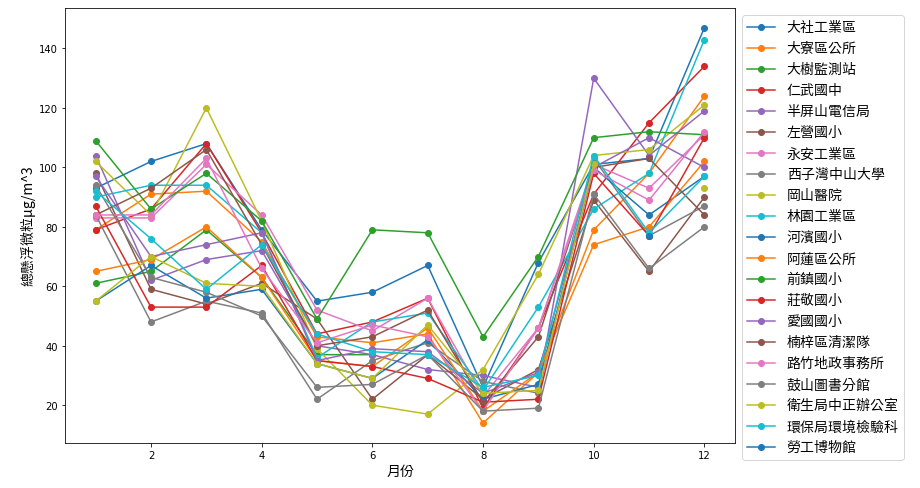 140
120
100
80
60
40
20
總懸浮微粒μg/m^3
2
4
6
8
10
12
月份
大社工業區
大寮區公所
大樹監測站
仁武國中
半屏山電信局
左營國小
永安工業區
西子灣中山大學
岡山醫院
林園工業區
河濱國小
阿蓮區公所
前鎮國小
莊敬國小
愛國國小
楠梓區清潔隊
路竹地政事務所
鼓山圖書分館
衛生局中正辦公室
環保局環境檢驗科
勞工博物館